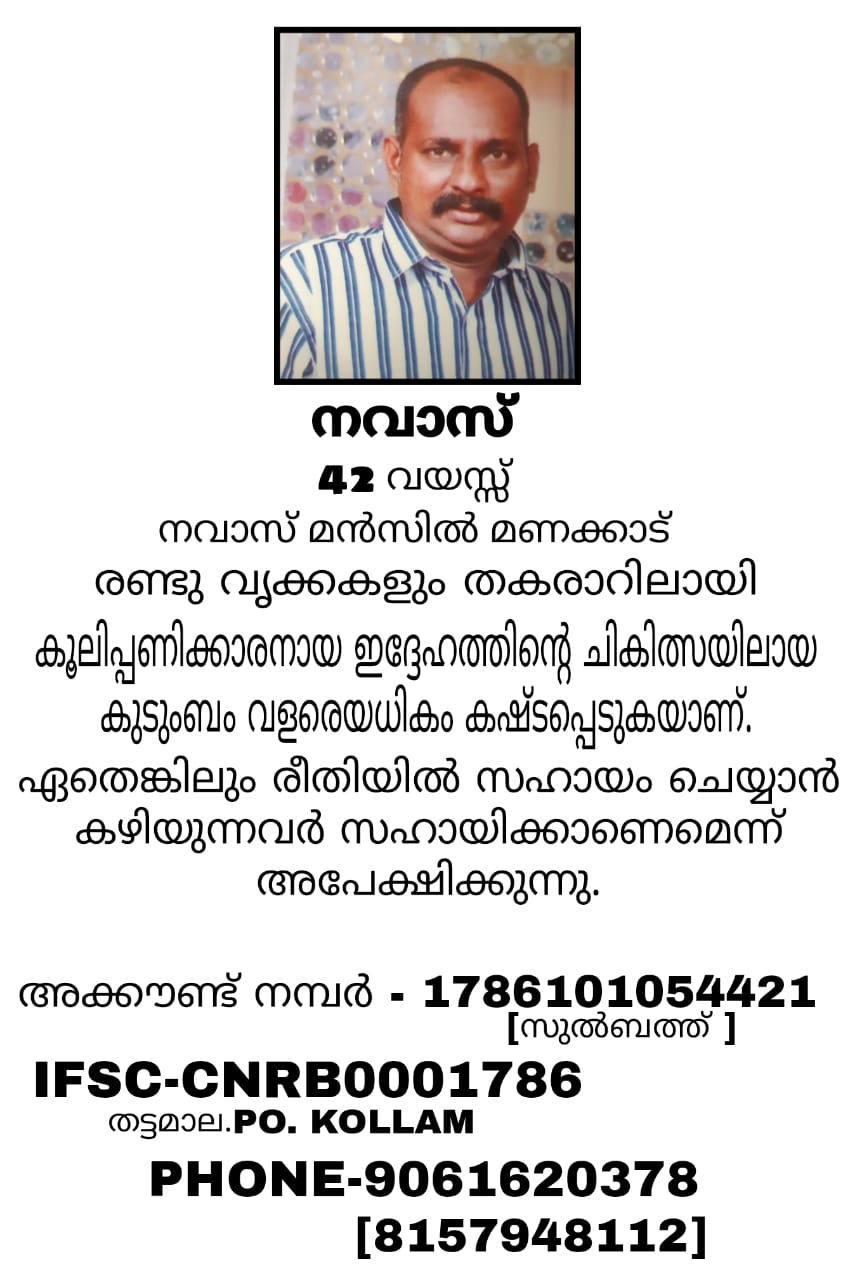 നവാസ്
42 വയസ്സ്
നവാസ് മൻസിൽ മണക്കാട്
രണ്ടു വൃക്കകളും തകരാറിലായി
കൂലിപ്പണിക്കാരനായ ഇദ്ദേഹത്തിന്റെ ചികിത്സയിലായ
കുടുംബം വളരെയധികം കഷ്ടപ്പെടുകയാണ്.
ഏതെങ്കിലും രീതിയിൽ സഹായം ചെയ്യാൻ
കഴിയുന്നവർ സഹായിക്കാണെമെന്ന്
അപേക്ഷിക്കുന്നു.
അക്കൗണ്ട് നമ്പർ - 1786101054421
[സുൽബത്ത് ]
IFSC-CNRB0001786
തട്ടമാല.PO. KOLLAM
PHONE-9061620378
[8157948112]